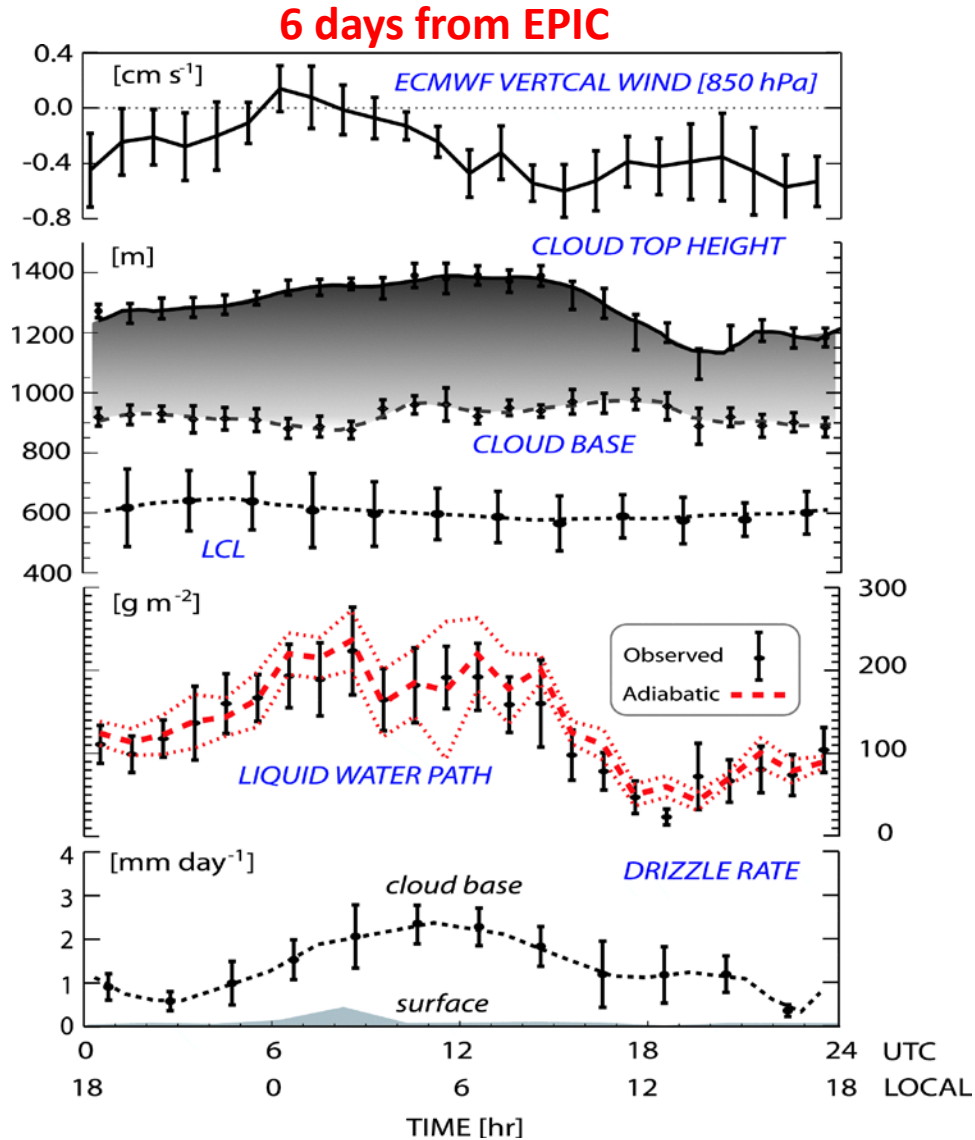 6 days from EPIC
0.4
[cm s⁻¹]
ECMWF VERTCAL WIND [850 hPa]
0.0
-0.4
-0.8
CLOUD TOP HEIGHT
[m]
1400
1200
1000
CLOUD BASE
800
600
LCL
400
[g m⁻²]
300
Observed
200
Adiabatic
LIQUID WATER PATH
100
0
4
[mm day⁻¹]
DRIZZLE RATE
cloud base
3
2
1
surface
0
0 6 12 18 24 UTC
18 0 6 12 18 LOCAL
TIME [hr]